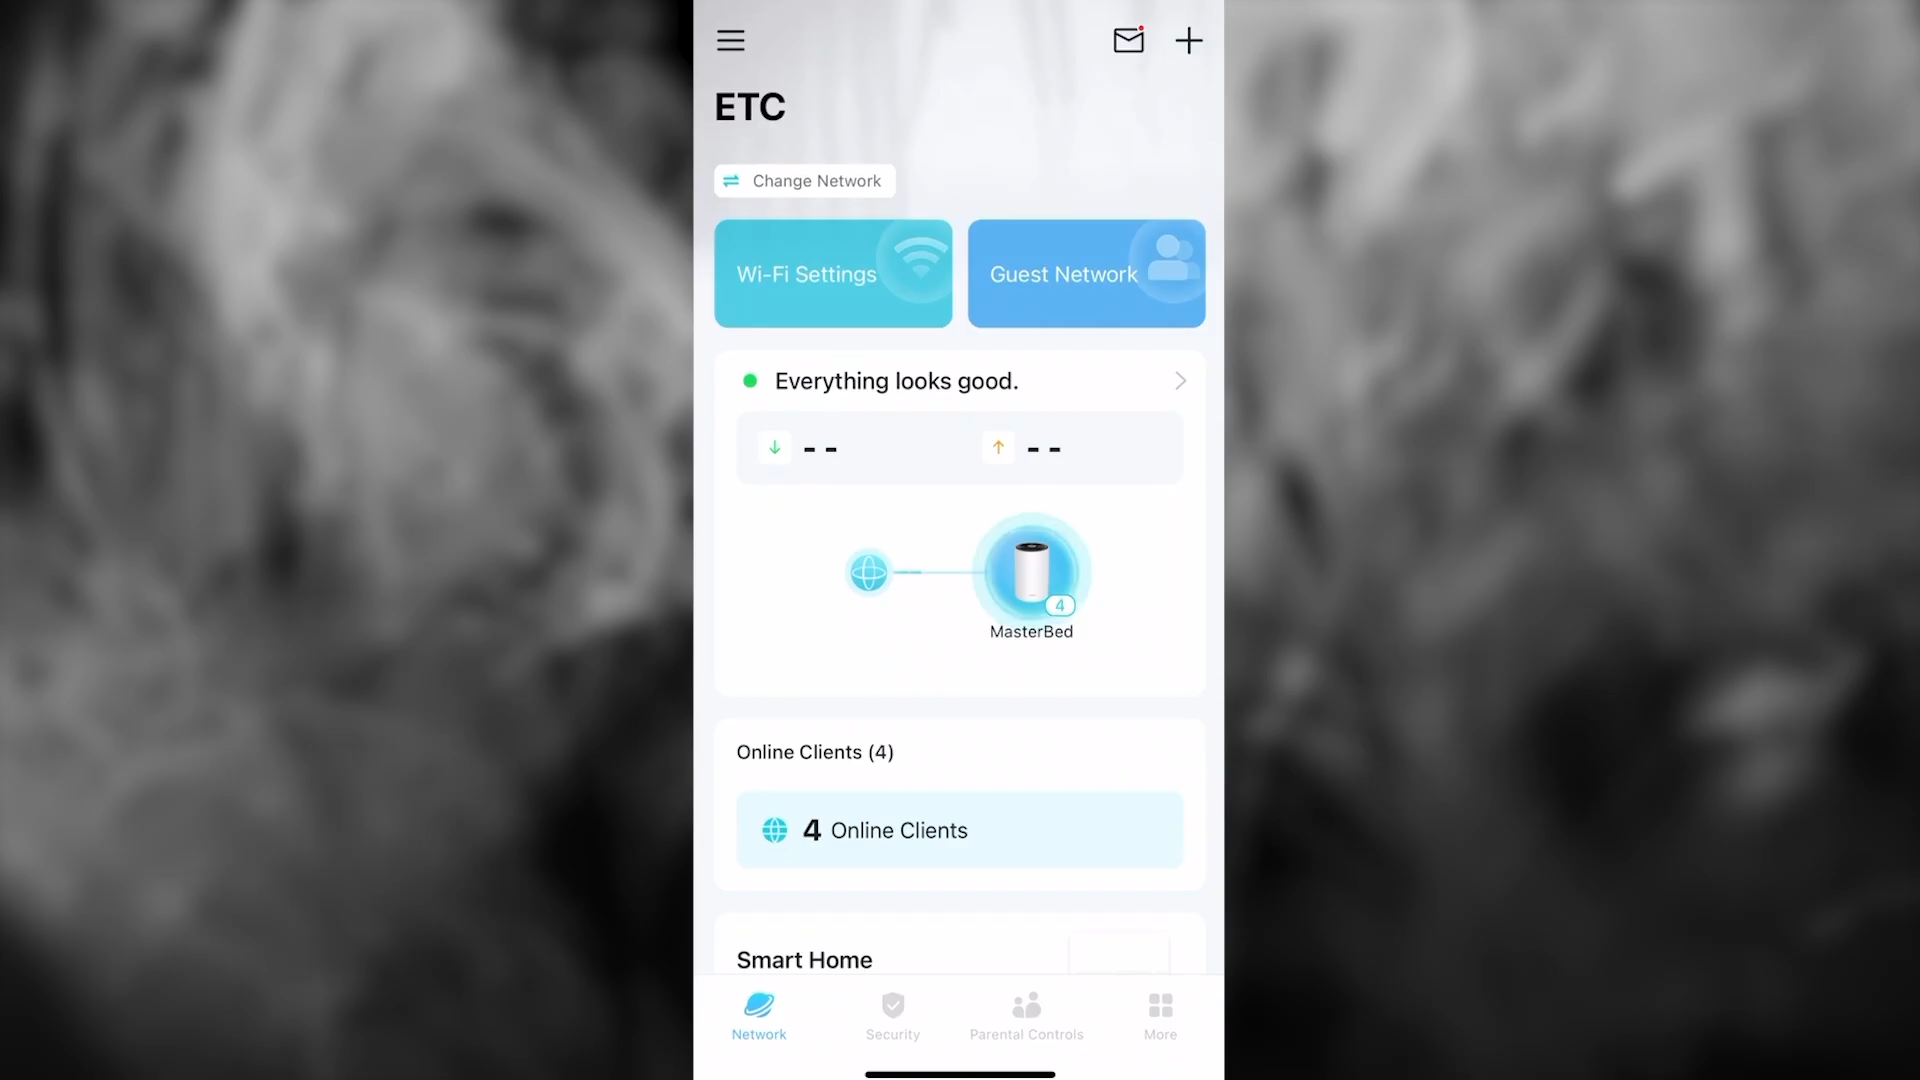 ETC
Change Network
Wi-Fi Settings
Guest Network
Everything looks good.
--
--
4
MasterBed
Online Clients (4)
4 Online Clients
Smart Home
Network
Security
Parental Controls
More